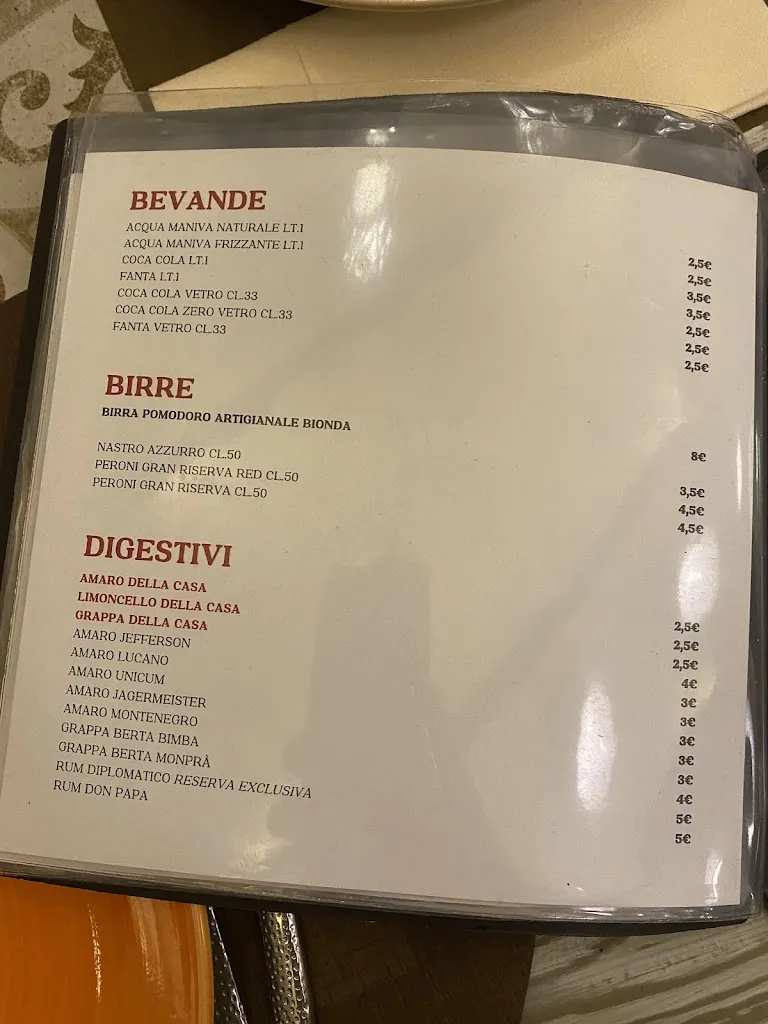 BEVANDE
ACQUA MANIVA NATURALE LT.1 2,5€
ACQUA MANIVA FRIZZANTE LT.1 2,5€
COCA COLA LT.1 3,5€
FANTA LT.1 3,5€
COCA COLA VETRO CL.33 2,5€
COCA COLA ZERO VETRO CL.33 2,5€
FANTA VETRO CL.33 2,5€
BIRRE
BIRRA POMODORO ARTIGIANALE BIONDA 8€
NASTRO AZZURRO CL.50 3,5€
PERONI GRAN RISERVA RED CL.50 4,5€
PERONI GRAN RISERVA CL.50 4,5€
DIGESTIVI
AMARO DELLA CASA 2,5€
LIMONCELLO DELLA CASA 2,5€
GRAPPA DELLA CASA 2,5€
AMARO JEFFERSON 4€
AMARO LUCANO 3€
AMARO UNICUM 3€
AMARO JAGERMEISTER 3€
AMARO MONTENEGRO 3€
GRAPPA BERTA BIMBA 3€
GRAPPA BERTA MONPRÀ 4€
RUM DIPLOMATICO RESERVA EXCLUSIVA 5€
RUM DON PAPA 5€